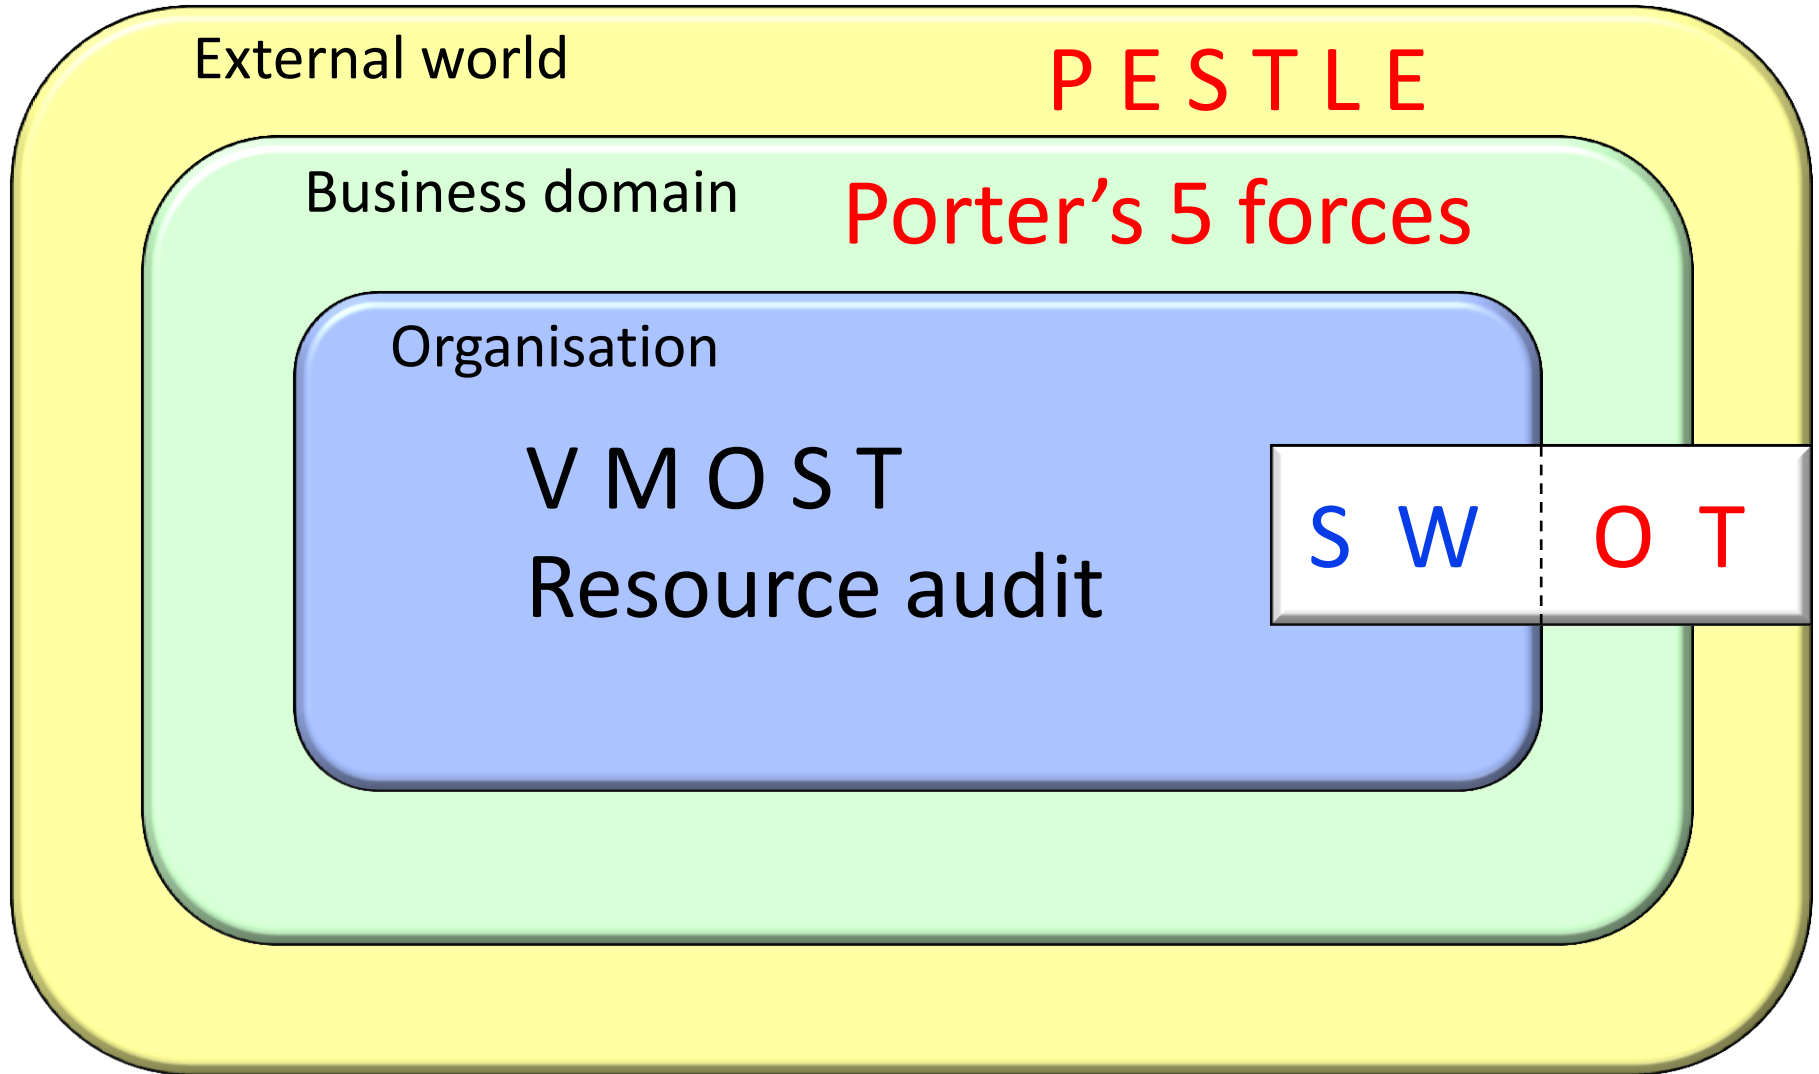 External world
P E S T L E
Business domain
Porter’s 5 forces
Organisation
V M O S T
Resource audit
S W O T